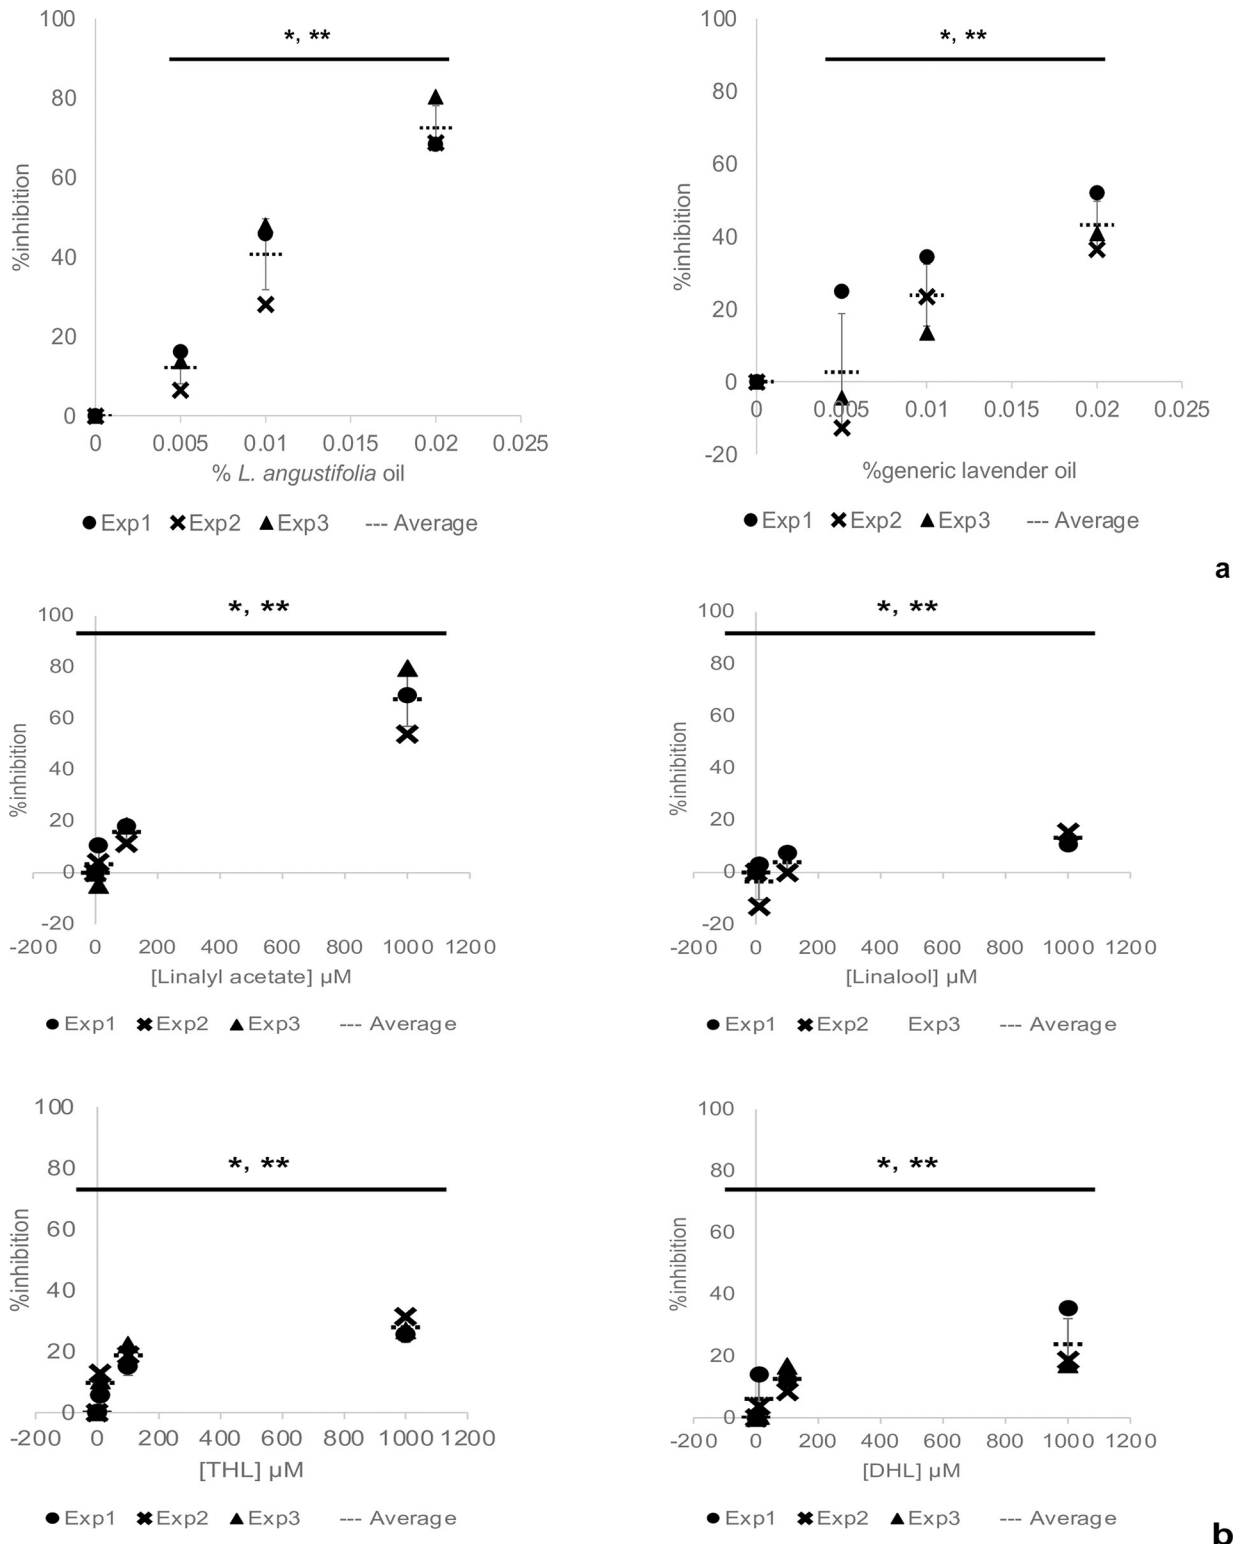 100
*, **
80
60
40
20
0
%inhibition
0 0.005 0.01 0.015 0.02 0.025
% L. angustifolia oil
Exp1 Exp2 Exp3 --- Average
100
*, **
80
60
40
20
0
-20
%inhibition
0 0.005 0.01 0.015 0.02 0.025
%generic lavender oil
Exp1 Exp2 Exp3 --- Average
a
100
*, **
80
60
40
20
0
-20
%inhibition
-200 0 200 400 600 800 1000 1200
[Linalyl acetate] µM
Exp1 Exp2 Exp3 --- Average
100
*, **
80
60
40
20
0
-20
%inhibition
-200 0 200 400 600 800 1000 1200
[Linalool] µM
Exp1 Exp2 Exp3 --- Average
100
*, **
80
60
40
20
0
%inhibition
-200 0 200 400 600 800 1000 1200
[THL] µM
Exp1 Exp2 Exp3 --- Average
100
*, **
80
60
40
20
0
%inhibition
-200 0 200 400 600 800 1000 1200
[DHL] µM
Exp1 Exp2 Exp3 --- Average
b